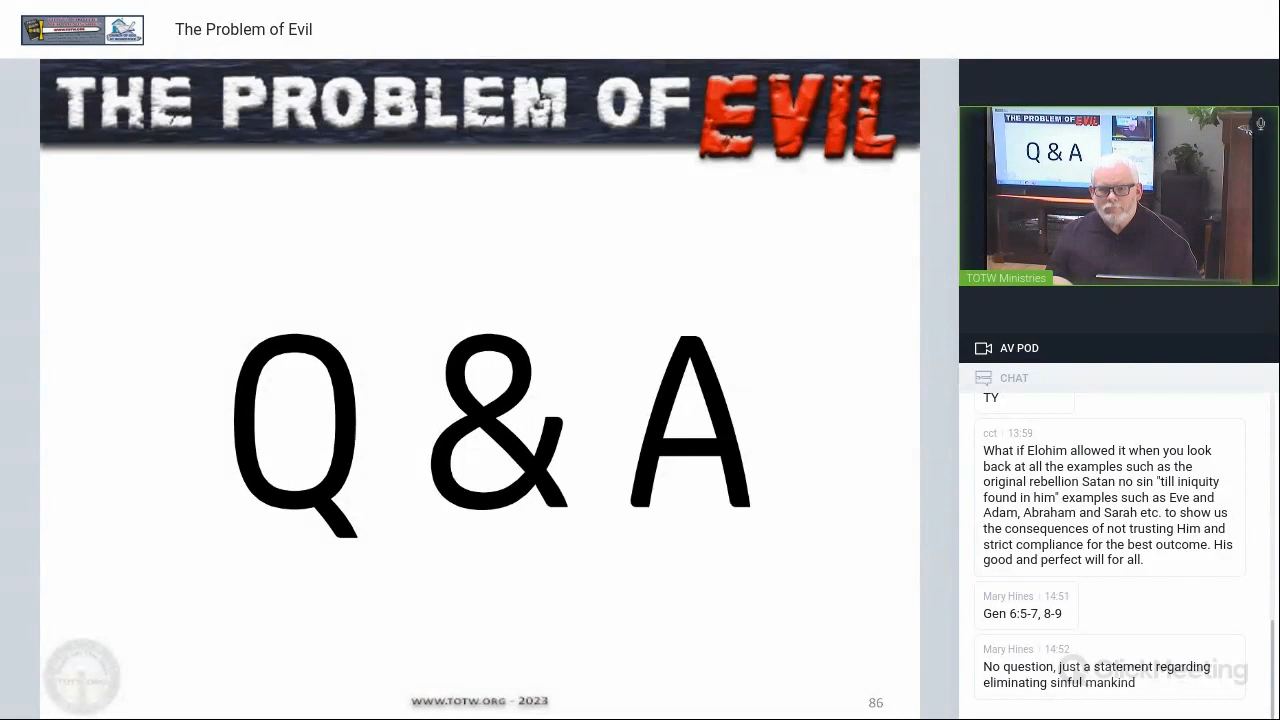 The Problem of Evil
THE PROBLEM OF EVIL
Q & A
WWW.TOTW.ORG - 2023
86
THE PROBLEM OF EVIL
Q & A
TOTW Ministries
AV POD
CHAT
TY
cct 13:59
What if Elohim allowed it when you look
back at all the examples such as the
original rebellion Satan no sin "till iniquity
found in him" examples such as Eve and
Adam, Abraham and Sarah etc. to show us
the consequences of not trusting Him and
strict compliance for the best outcome. His
good and perfect will for all.
Mary Hines 14:51
Gen 6:5-7, 8-9
Mary Hines 14:52
No question, just a statement regarding
eliminating sinful mankind
ClickMeeting